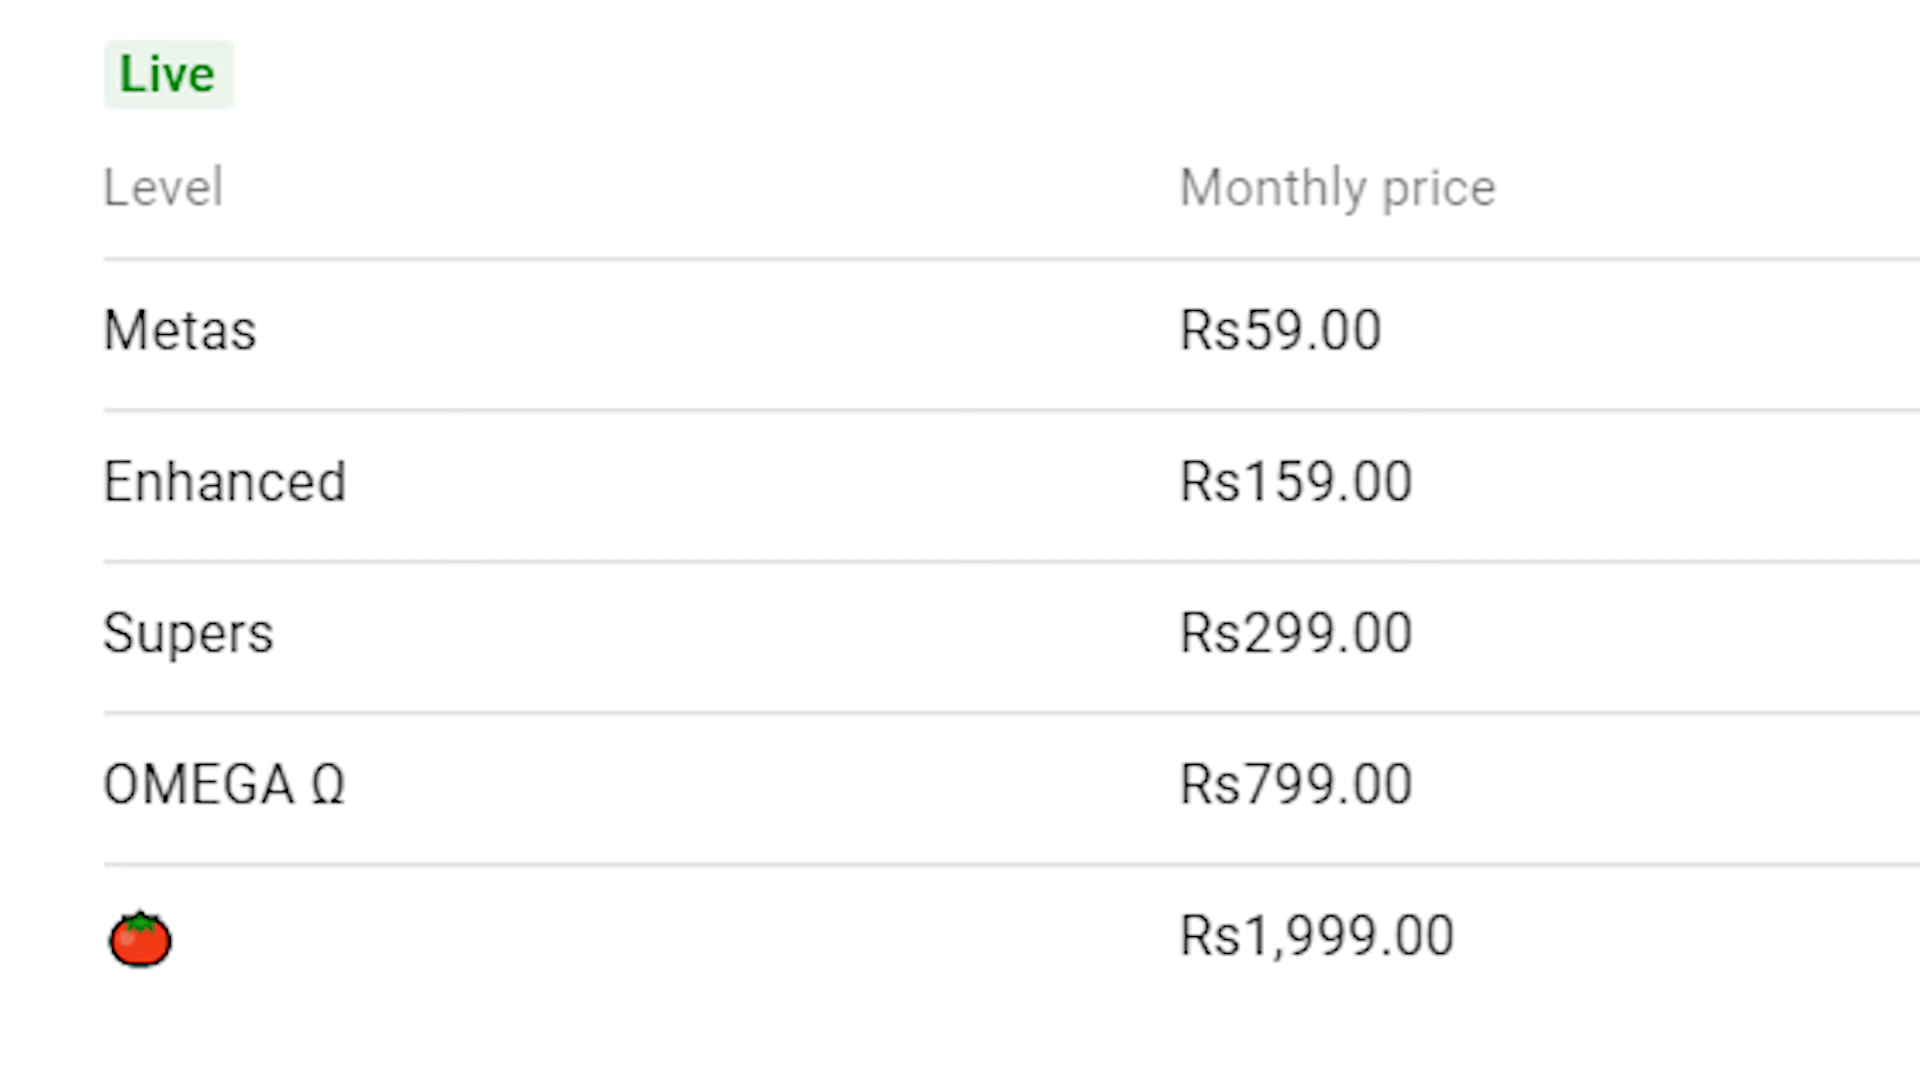 Live
Level Monthly price
Metas Rs59.00
Enhanced Rs159.00
Supers Rs299.00
OMEGA Ω Rs799.00
🍅 Rs1,999.00